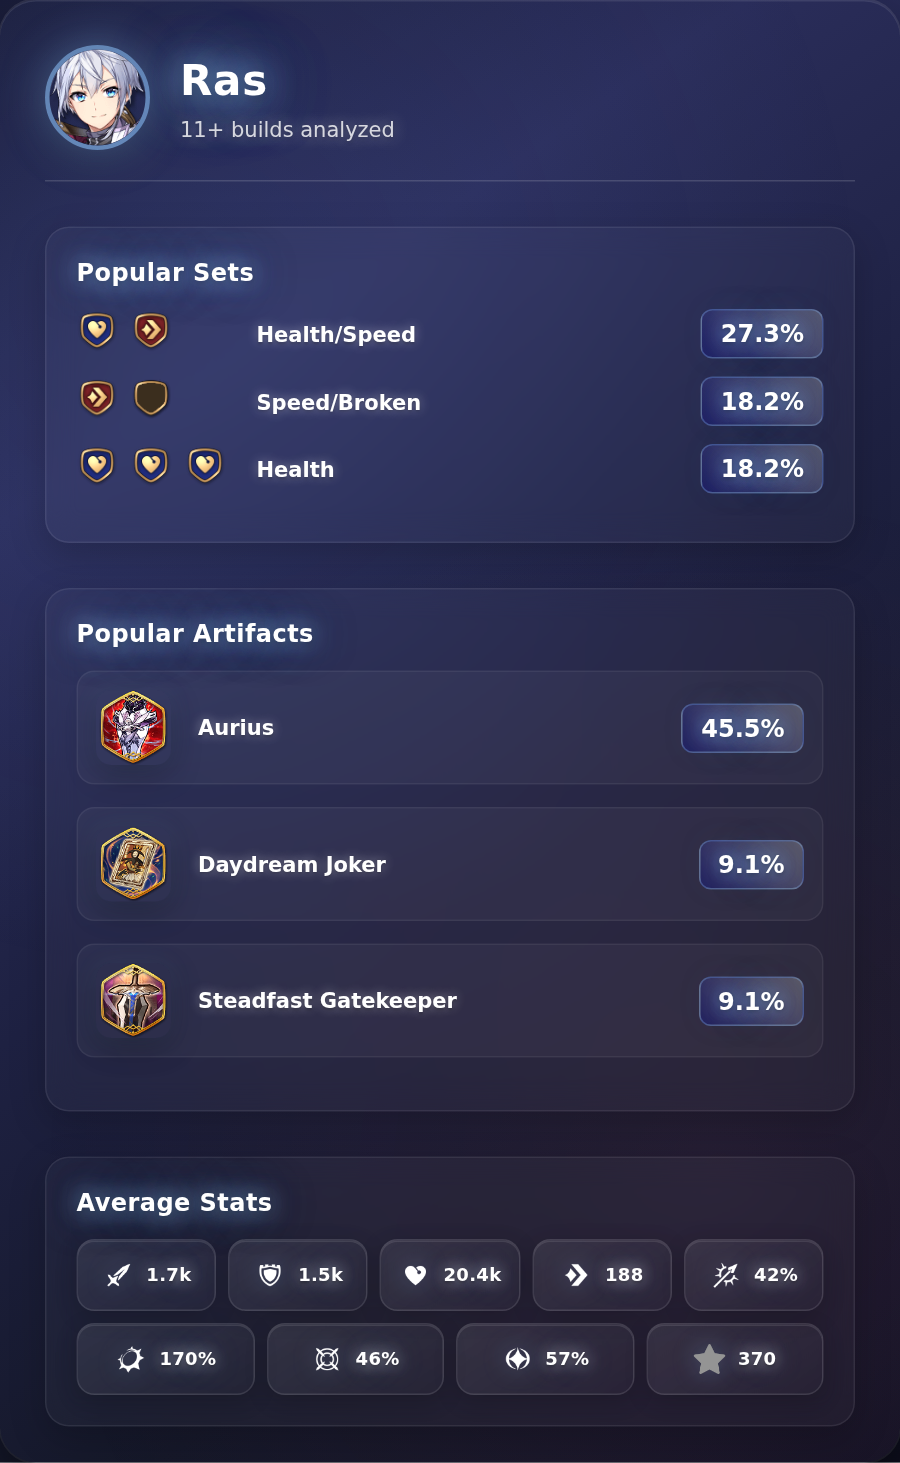 Ras
11+ builds analyzed
Popular Sets
Health/Speed 27.3%
Speed/Broken 18.2%
Health 18.2%
Popular Artifacts
Aurius 45.5%
Daydream Joker 9.1%
Steadfast Gatekeeper 9.1%
Average Stats
1.7k 1.5k 20.4k 188 42%
170% 46% 57% 370